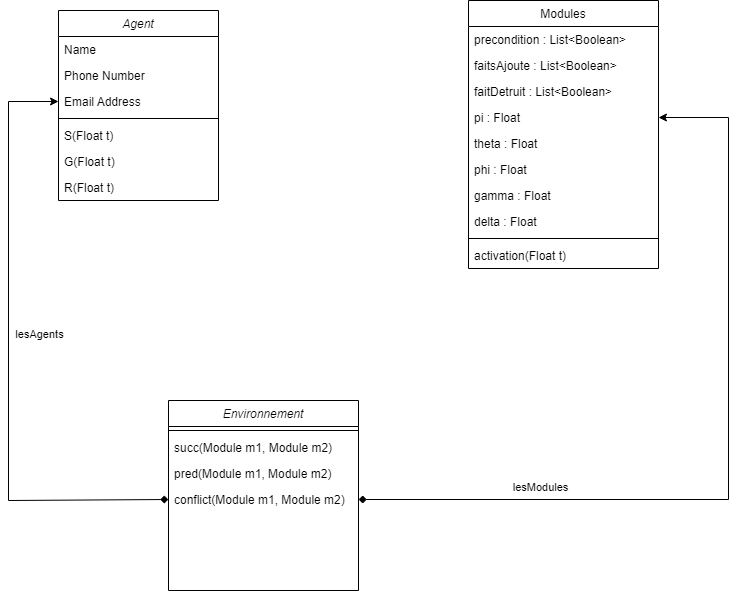 Agent
Name
Phone Number
Email Address
S(Float t)
G(Float t)
R(Float t)
Modules
precondition : List<Boolean>
faitsAjoute : List<Boolean>
faitDetruit : List<Boolean>
pi : Float
theta : Float
phi : Float
gamma : Float
delta : Float
activation(Float t)
lesAgents
Environnement
succ(Module m1, Module m2)
pred(Module m1, Module m2)
conflict(Module m1, Module m2)
lesModules